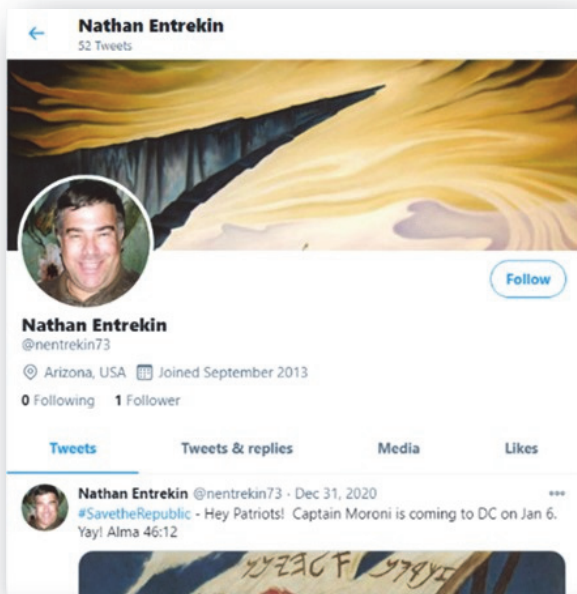 Nathan Entrekin
52 Tweets
Follow
Nathan Entrekin
@nentrekin73
Arizona, USA Joined September 2013
0 Following 1 Follower
Tweets Tweets & replies Media Likes
Nathan Entrekin @nentrekin73 · Dec 31, 2020
#SavetheRepublic - Hey Patriots! Captain Moroni is coming to DC on Jan 6.
Yay! Alma 46:12